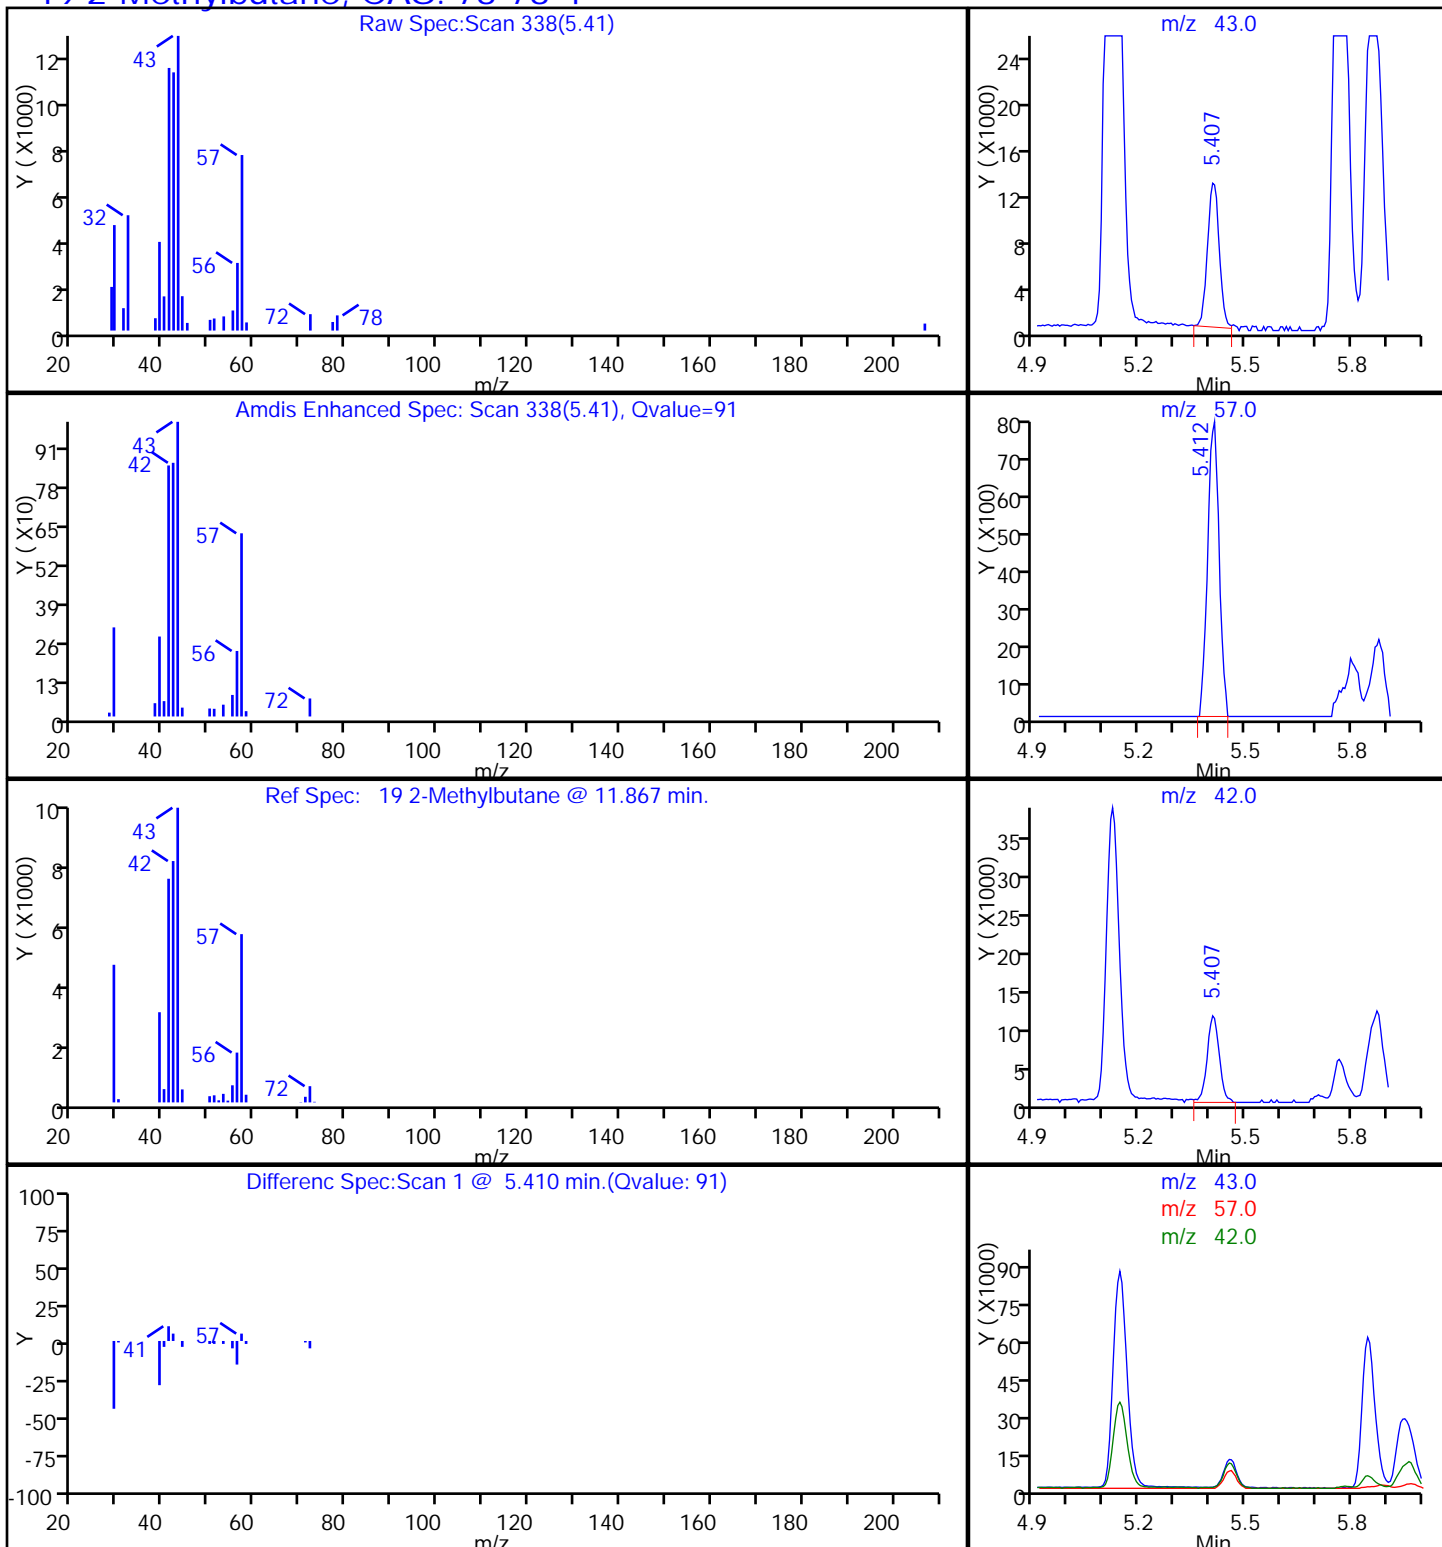 19 2-Methylbutane, CAS: 78-78-4
Raw Spec:Scan 338(5.41)
Y ( X1000)
12
10
8
6
4
2
0
43
57
32
56
72
78
20 40 60 80 100 120 140 160 180 200
m/z
m/z 43.0
Y ( X1000)
24
20
16
12
8
4
0
5.407
4.9 5.2 5.5 5.8
Min
Amdis Enhanced Spec: Scan 338(5.41), Qvalue=91
Y ( X10)
91
78
65
52
39
26
13
0
43
42
57
56
72
20 40 60 80 100 120 140 160 180 200
m/z
m/z 57.0
Y ( X100)
80
70
60
50
40
30
20
10
0
5.412
4.9 5.2 5.5 5.8
Min
Ref Spec: 19 2-Methylbutane @ 11.867 min.
Y ( X1000)
10
8
6
4
2
0
43
42
57
56
72
20 40 60 80 100 120 140 160 180 200
m/z
m/z 42.0
Y ( X1000)
35
30
25
20
15
10
5
0
5.407
4.9 5.2 5.5 5.8
Min
Differenc Spec:Scan 1 @ 5.410 min.(Qvalue: 91)
Y
100
75
50
25
0
-25
-50
-75
-100
41
57
20 40 60 80 100 120 140 160 180 200
m/z
m/z 43.0
m/z 57.0
m/z 42.0
Y ( X1000)
90
75
60
45
30
15
0
4.9 5.2 5.5 5.8
Min